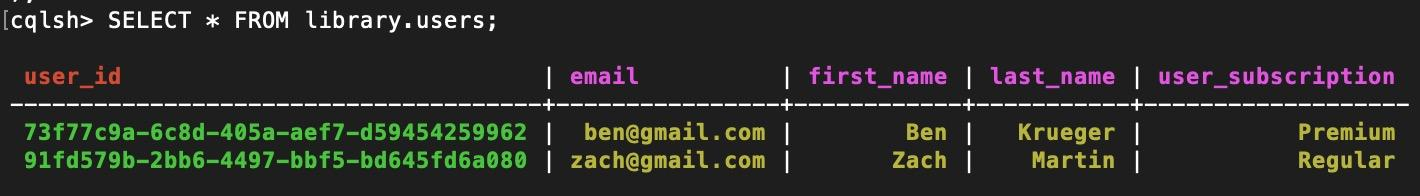 [cqlsh> SELECT * FROM library.users;
user_id | email | first_name | last_name | user_subscription
--------------------------------------+----------------+------------+-----------+-------------------
73f77c9a-6c8d-405a-aef7-d59454259962 | ben@gmail.com | Ben | Krueger | Premium
91fd579b-2bb6-4497-bbf5-bd645fd6a080 | zach@gmail.com | Zach | Martin | Regular